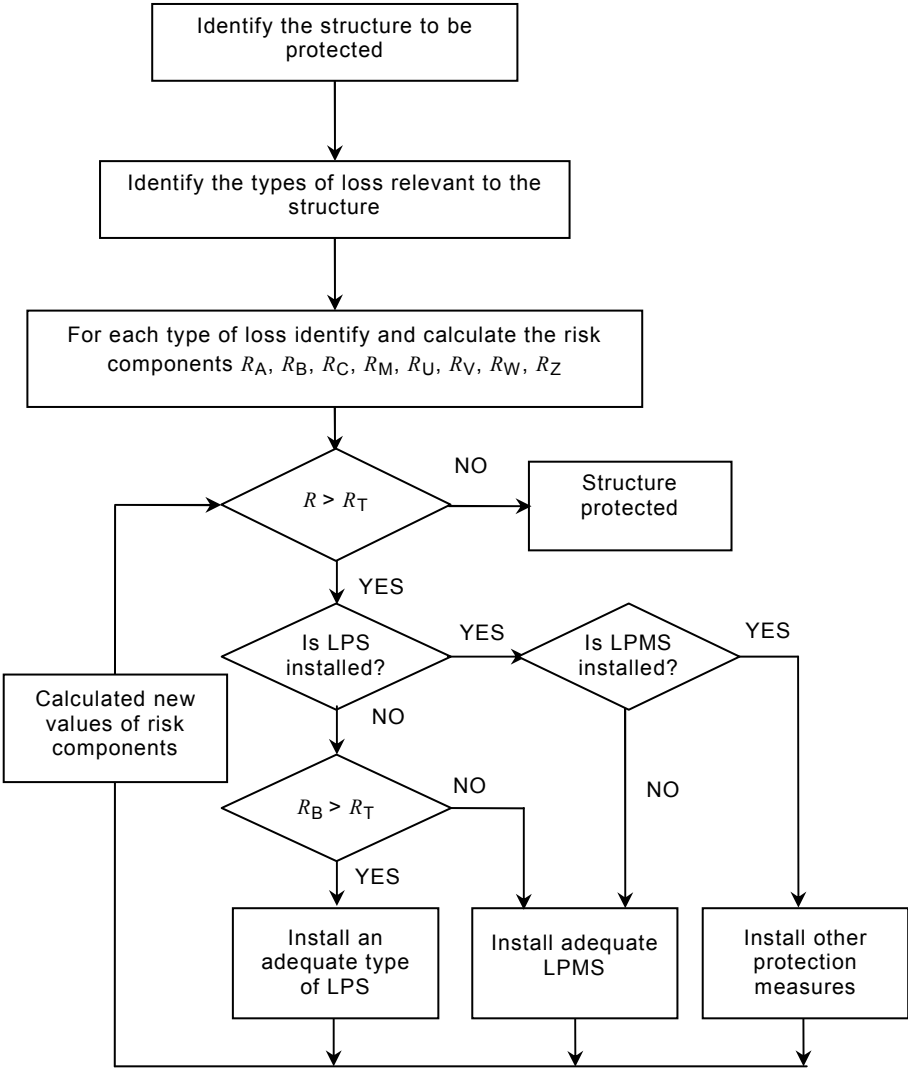 Identify the structure to be
protected
Identify the types of loss relevant to the
structure
For each type of loss identify and calculate the risk
components RA, RB, RC, RM, RU, RV, RW, RZ
NO
R > RT
Structure
protected
YES
Is LPS
installed?
YES
Is LPMS
installed?
YES
Calculated new
values of risk
components
NO
NO
RB > RT
NO
YES
Install an
adequate type
of LPS
Install adequate
LPMS
Install other
protection
measures